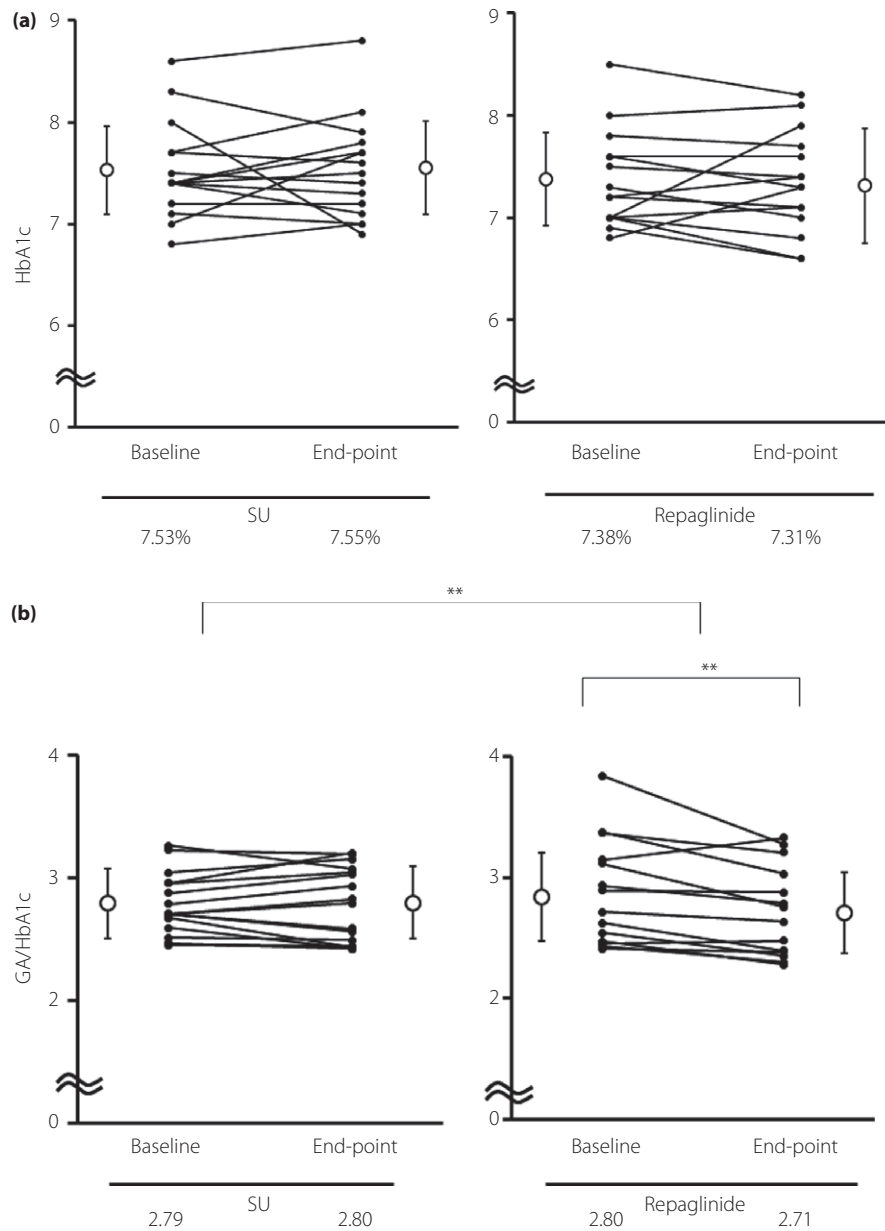 (a)
9
8
7
6
0
HbA1c
Baseline End-point
SU
7.53% 7.55%
9
8
7
6
0
Baseline End-point
Repaglinide
7.38% 7.31%
(b)
**
**
4
3
2
0
GA/HbA1c
Baseline End-point
SU
2.79 2.80
4
3
2
0
Baseline End-point
Repaglinide
2.80 2.71